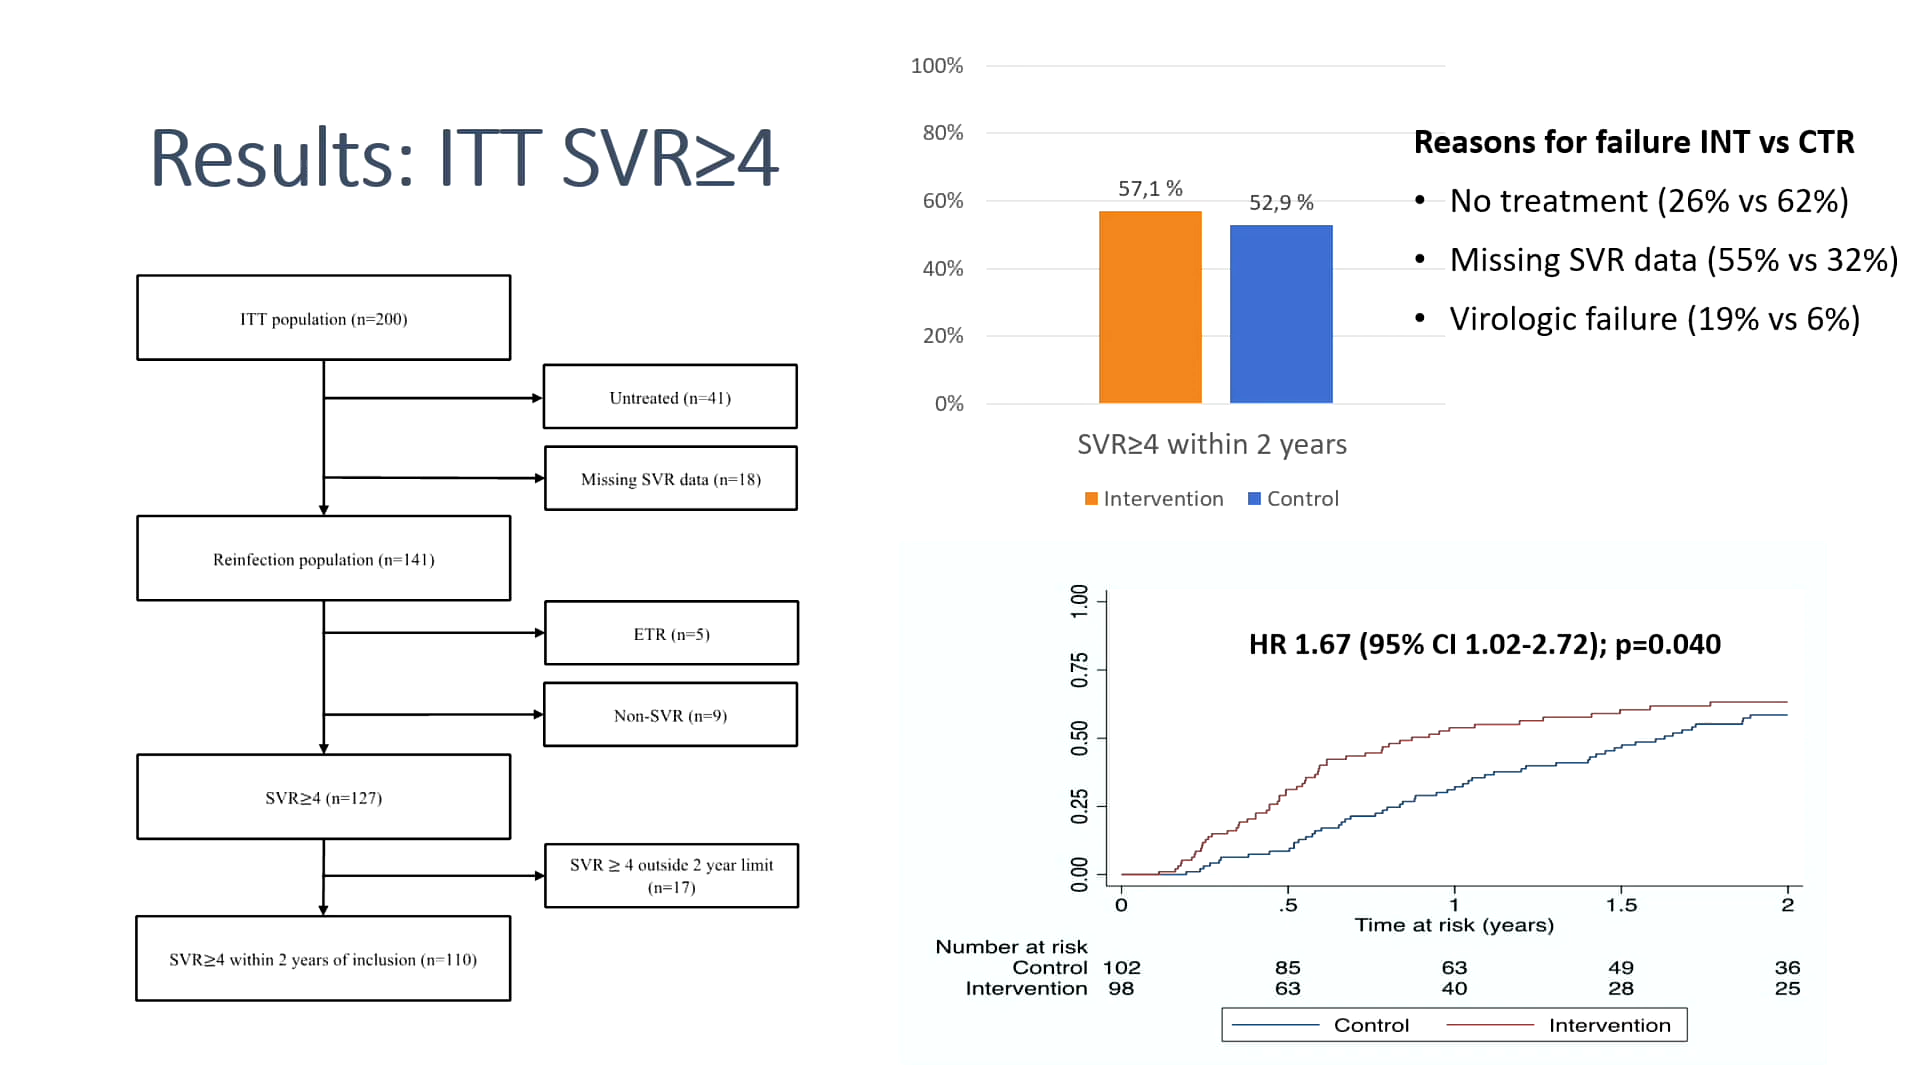 Results: ITT SVR≥4
ITT population (n=200)
Untreated (n=41)
Missing SVR data (n=18)
Reinfection population (n=141)
ETR (n=5)
Non-SVR (n=9)
SVR≥4 (n=127)
SVR ≥ 4 outside 2 year limit
(n=17)
SVR≥4 within 2 years of inclusion (n=110)
100%
80%
60%
40%
20%
0%
57,1 %
52,9 %
SVR≥4 within 2 years
Intervention
Control
Reasons for failure INT vs CTR
• No treatment (26% vs 62%)
• Missing SVR data (55% vs 32%)
• Virologic failure (19% vs 6%)
HR 1.67 (95% CI 1.02-2.72); p=0.040
1.00
0.75
0.50
0.25
0.00
0 .5 1 1.5 2
Time at risk (years)
Number at risk
Control 102 85 63 49 36
Intervention 98 63 40 28 25
Control Intervention